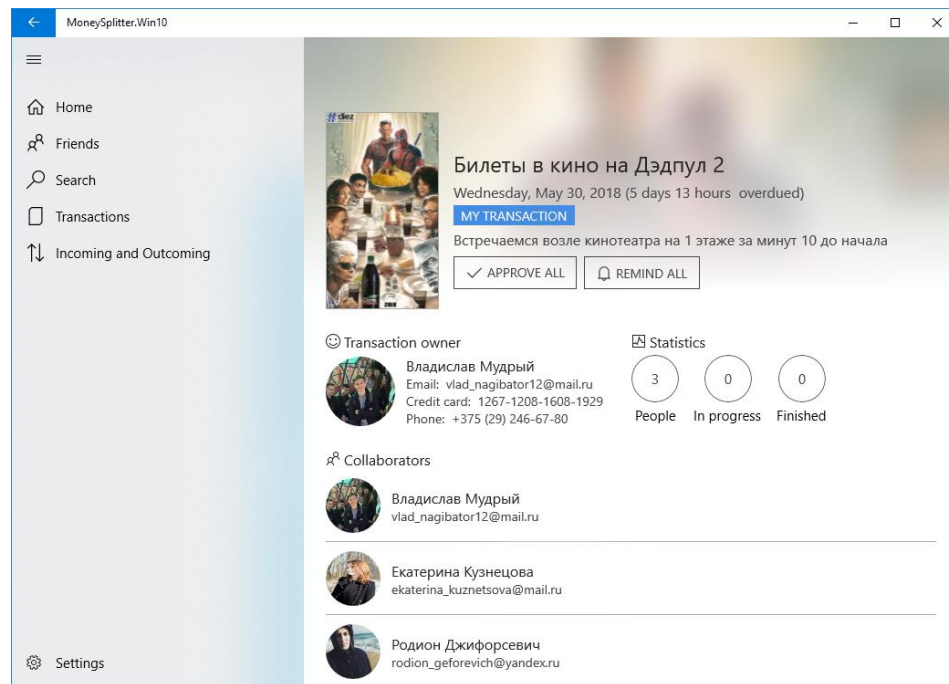 MoneySplitter.Win10
Home
Friends
Search
Transactions
Incoming and Outcoming
Settings
#diez
2018
Билеты в кино на Дэдпул 2
Wednesday, May 30, 2018 (5 days 13 hours overdued)
MY TRANSACTION
Встречаемся возле кинотеатра на 1 этаже за минут 10 до начала
APPROVE ALL
REMIND ALL
Transaction owner
Владислав Мудрый
Email: vlad_nagibator12@mail.ru
Credit card: 1267-1208-1608-1929
Phone: +375 (29) 246-67-80
Statistics
3
0
0
People
In progress
Finished
Collaborators
Владислав Мудрый
vlad_nagibator12@mail.ru
Екатерина Кузнецова
ekaterina_kuznetsova@mail.ru
Родион Джифорсевич
rodion_geforevich@yandex.ru